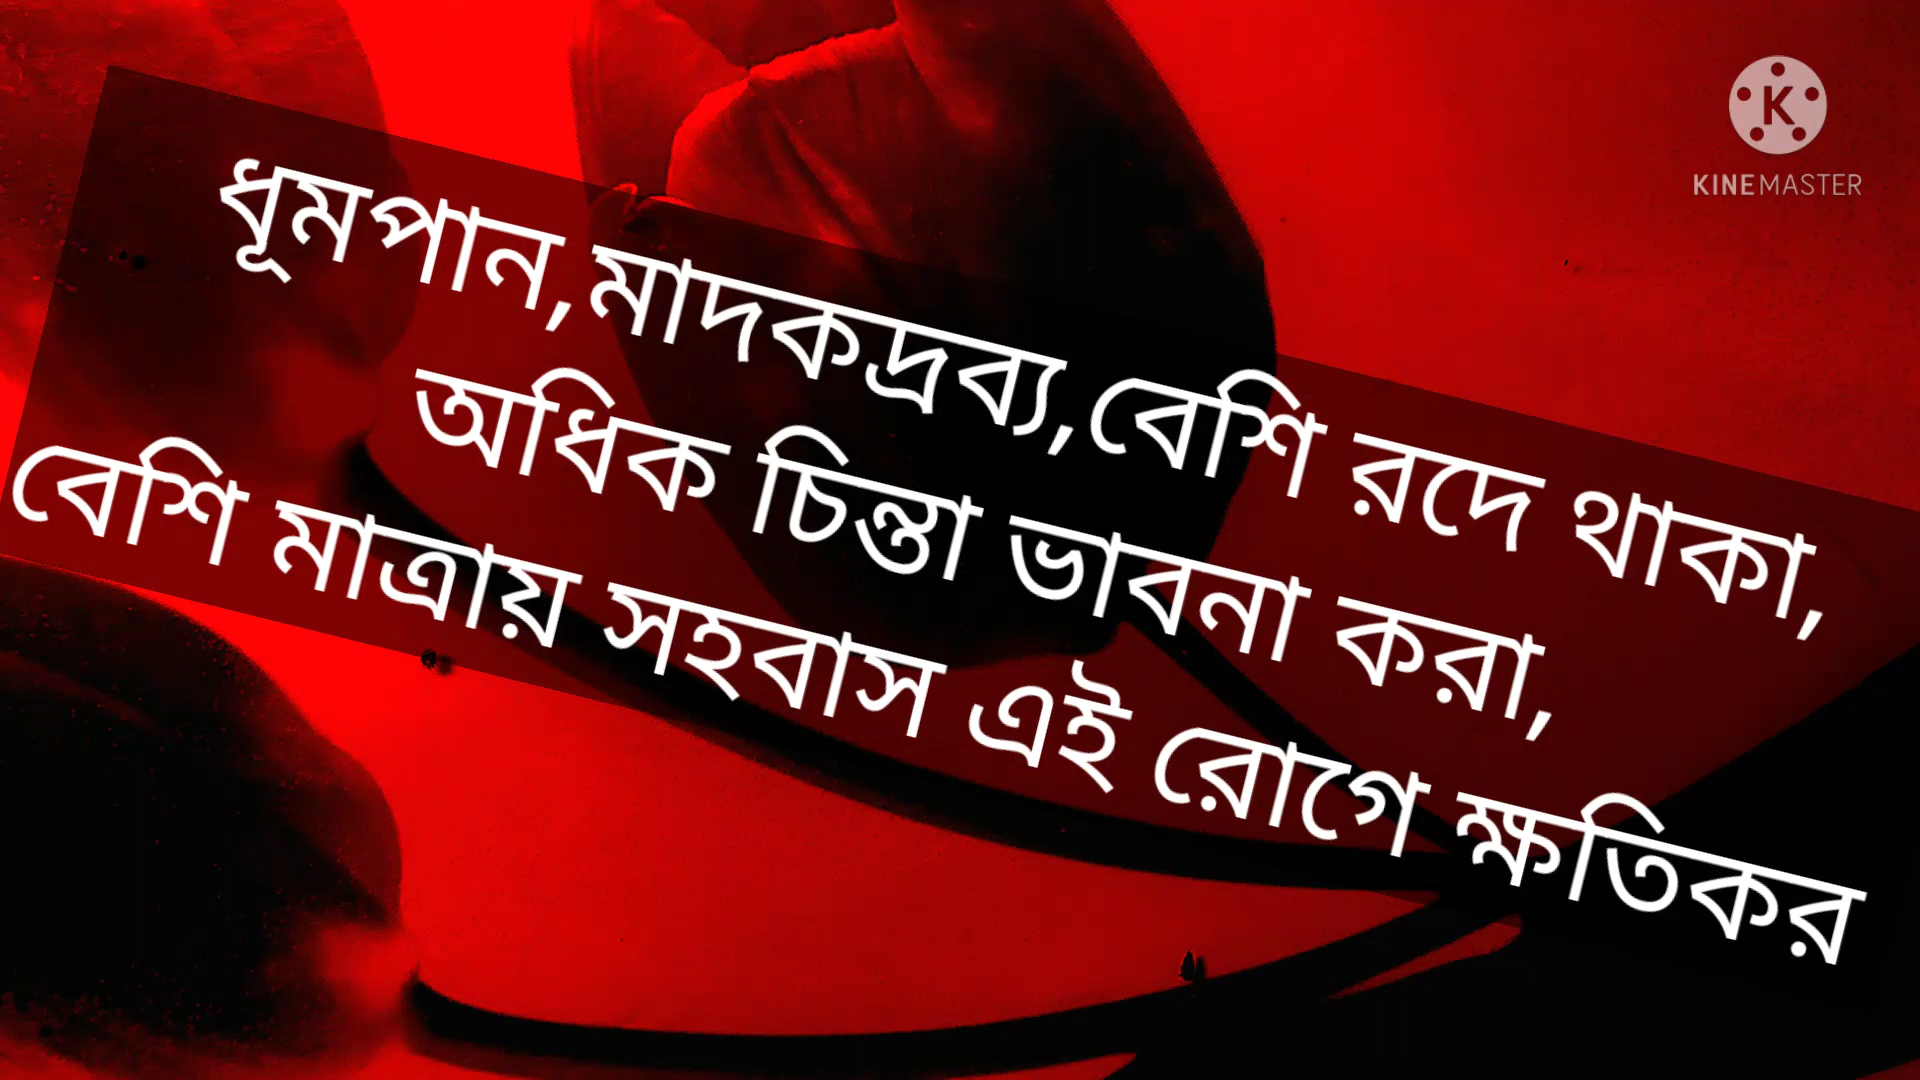 ধূমপান,মাদকদ্রব্য,বেশি রদে থাকা,
অধিক চিন্তা ভাবনা করা,
বেশি মাত্রায় সহবাস এই রোগে ক্ষতিকর
K
KINEMASTER